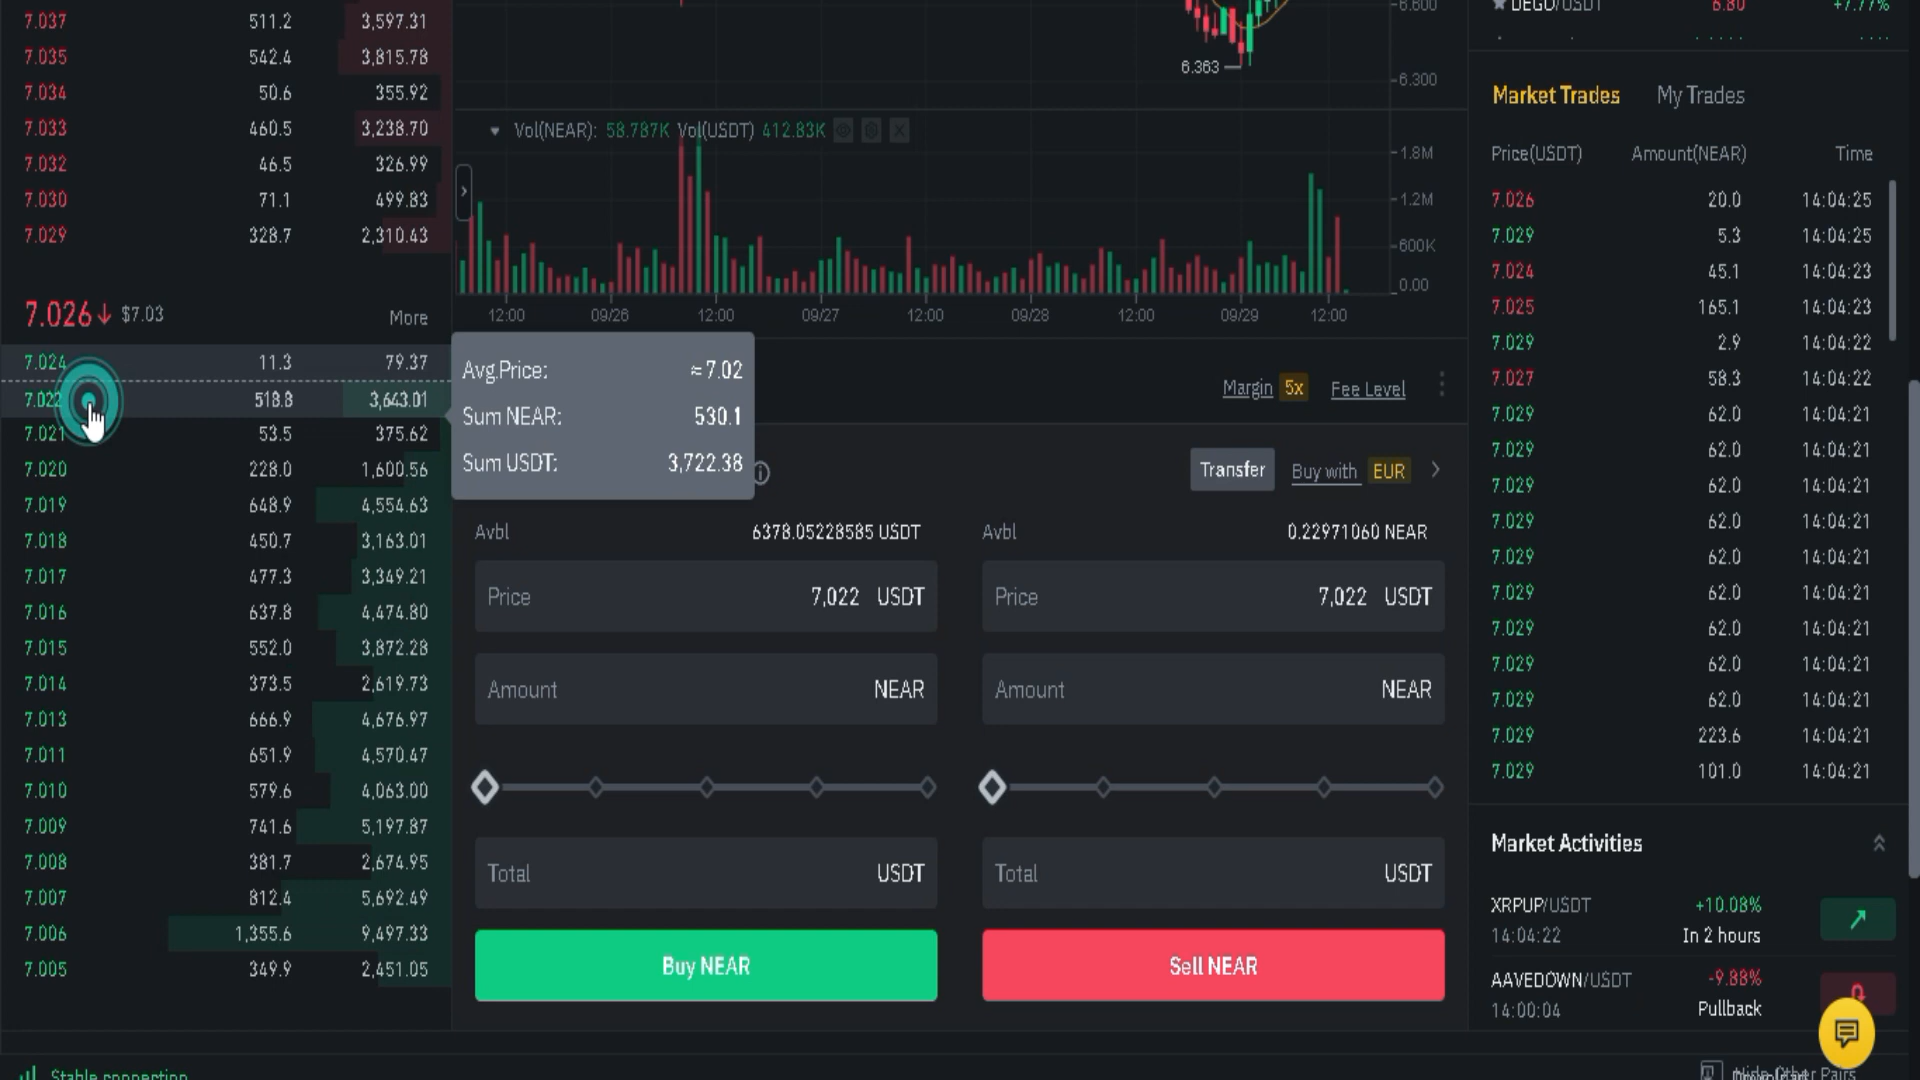 7.037 511.2 3,597.31
7.035 542.4 3,815.78
7.034 50.6 355.92
7.033 460.5 3,238.70
7.032 46.5 326.99
7.030 71.1 499.83
7.029 328.7 2,310.43
7.026↓ $7.03 More
7.024 11.3 79.37
7.022 518.8 3,643.01
7.021 53.5 375.62
7.020 228.0 1,600.56
7.019 648.9 4,554.63
7.018 450.7 3,163.01
7.017 477.3 3,349.21
7.016 637.8 4,474.80
7.015 552.0 3,872.28
7.014 373.5 2,619.73
7.013 666.9 4,676.97
7.011 651.9 4,570.47
7.010 579.6 4,063.00
7.009 741.6 5,197.87
7.008 381.7 2,674.95
7.007 812.4 5,692.49
7.006 1,355.6 9,497.33
7.005 349.9 2,451.05
Stable connection
6.600
6.363
6.300
Vol(NEAR): 58.787K Vol(USDT) 412.83K
1.8M
1.2M
600K
0.00
12:00 09/26 12:00 09/27 12:00 09/28 12:00 09/29 12:00
Avg.Price: ≈7.02
Sum NEAR: 530.1
Sum USDT: 3,722.38
Margin 5x Fee Level
Transfer Buy with EUR
Avbl 6378.05228585 USDT
Price 7,022 USDT
Amount NEAR
Total USDT
Buy NEAR
Avbl 0.22971060 NEAR
Price 7,022 USDT
Amount NEAR
Total USDT
Sell NEAR
DEGO/USDT 6.80 +7.77%
Market Trades My Trades
Price(USDT) Amount(NEAR) Time
7.026 20.0 14:04:25
7.029 5.3 14:04:25
7.024 45.1 14:04:23
7.025 165.1 14:04:23
7.029 2.9 14:04:22
7.027 58.3 14:04:22
7.029 62.0 14:04:21
7.029 62.0 14:04:21
7.029 62.0 14:04:21
7.029 62.0 14:04:21
7.029 62.0 14:04:21
7.029 62.0 14:04:21
7.029 62.0 14:04:21
7.029 62.0 14:04:21
7.029 62.0 14:04:21
7.029 223.6 14:04:21
7.029 101.0 14:04:21
Market Activities
XRPUP/USDT +10.08%
14:04:22 In 2 hours
AAVEDOWN/USDT -9.88%
14:00:04 Pullback
Other Pairs